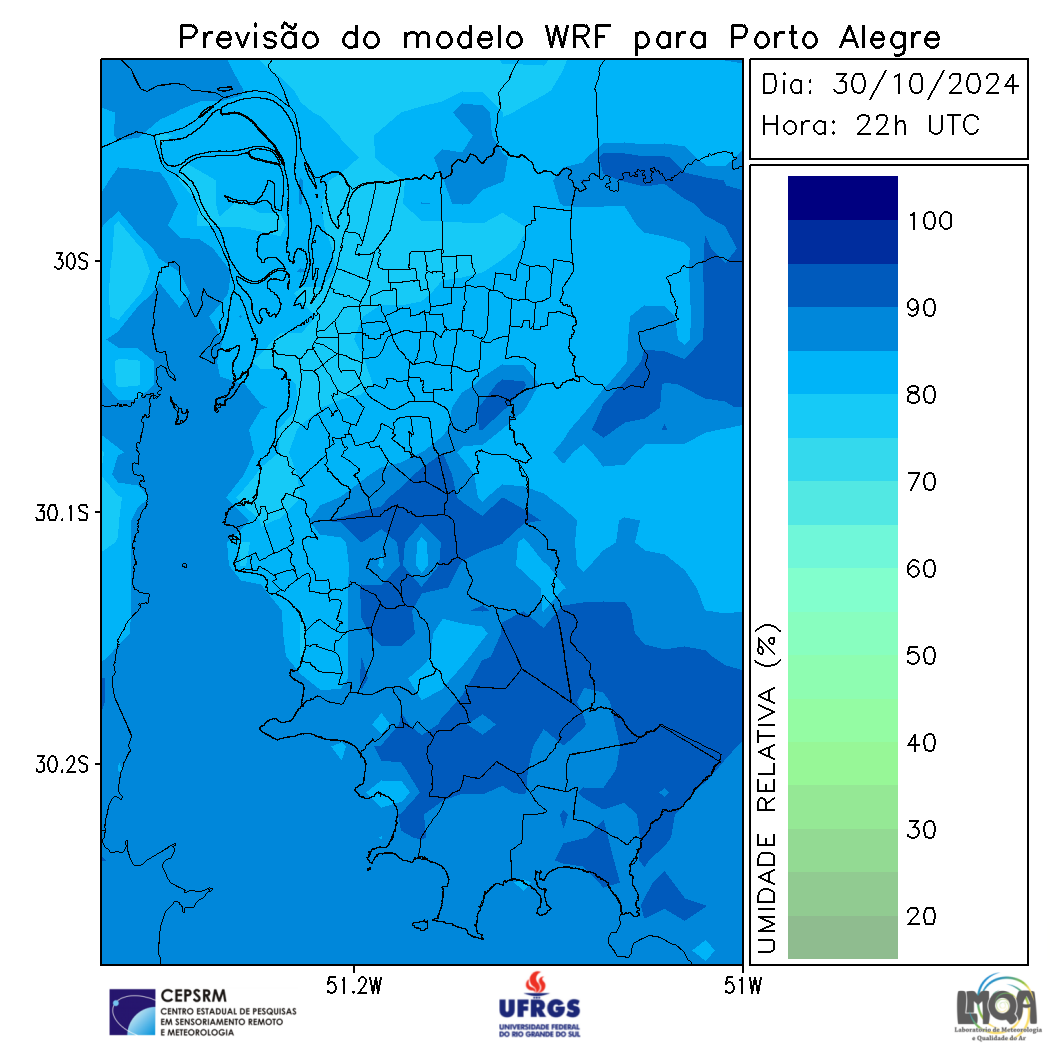 Previsão do modelo WRF para Porto Alegre
Dia: 30/10/2024
Hora: 22h UTC
30S
30.1S
30.2S
51.2W
51W
UMIDADE RELATIVA (%)
100
90
80
70
60
50
40
30
20
CEPSRM
CENTRO ESTADUAL DE PESQUISAS
EM SENSORIAMENTO REMOTO
E METEOROLOGIA
UFRGS
UNIVERSIDADE FEDERAL
DO RIO GRANDE DO SUL
LMQA
Laboratório de Meteorologia
e Qualidade do Ar